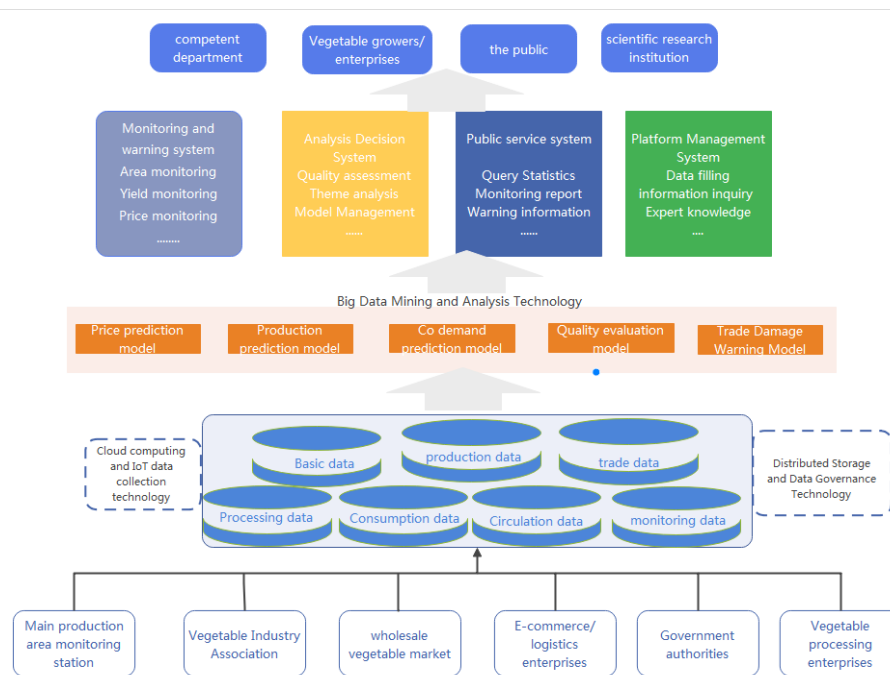 competent
department
Vegetable growers/
enterprises
the public
scientific research
institution
Monitoring and
warning system
Area monitoring
Yield monitoring
Price monitoring
........
Analysis Decision
System
Quality assessment
Theme analysis
Model Management
......
Public service system
Query Statistics
Monitoring report
Warning information
......
Platform Management
System
Data filling
information inquiry
Expert knowledge
....
Big Data Mining and Analysis Technology
Price prediction
model
Production
prediction model
Co demand
prediction model
Quality evaluation
model
Trade Damage
Warning Model
Cloud computing
and IoT data
collection
technology
Basic data
production data
trade data
Processing data
Consumption data
Circulation data
monitoring data
Distributed Storage
and Data Governance
Technology
Main production
area monitoring
station
Vegetable Industry
Association
wholesale
vegetable market
E-commerce/
logistics
enterprises
Government
authorities
Vegetable
processing
enterprises